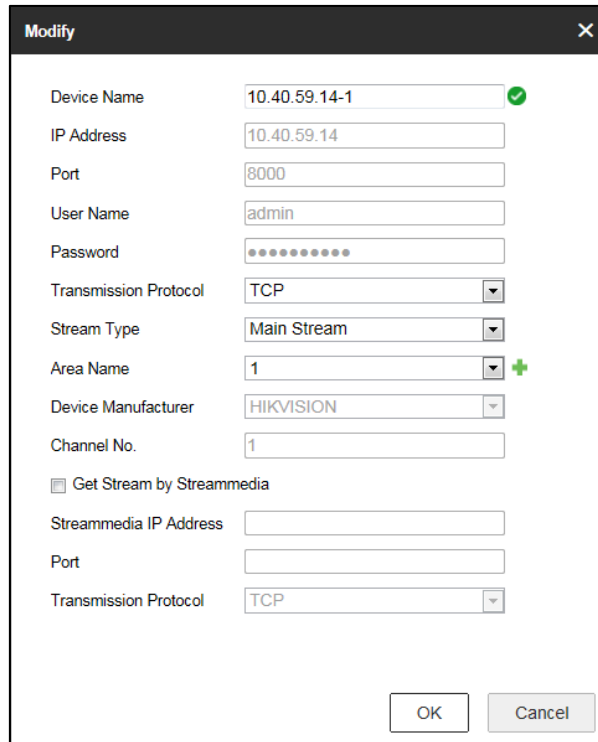 Modify
Device Name 10.40.59.14-1
IP Address 10.40.59.14
Port 8000
User Name admin
Password ●●●●●●●●●●
Transmission Protocol TCP
Stream Type Main Stream
Area Name 1
Device Manufacturer HIKVISION
Channel No. 1
Get Stream by Streammedia
Streammedia IP Address
Port
Transmission Protocol TCP
OK Cancel